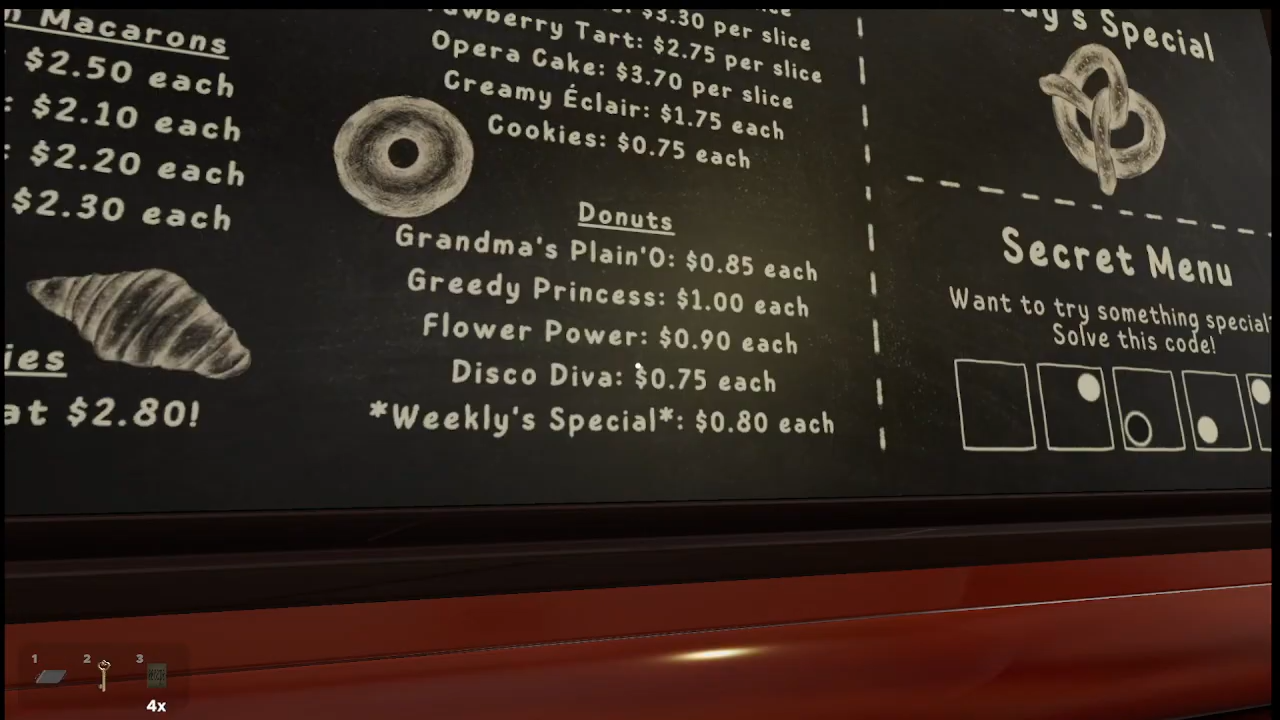 Macarons
$2.50 each
: $2.10 each
: $2.20 each
$2.30 each
at $2.80!
$3.30 per slice
Tart: $2.75 per slice
Opera Cake: $3.70 per slice
Creamy Éclair: $1.75 each
Cookies: $0.75 each
Donuts
Grandma's Plain'O: $0.85 each
Greedy Princess: $1.00 each
Flower Power: $0.90 each
Disco Diva: $0.75 each
*Weekly's Special*: $0.80 each
Special
Secret Menu
Want to try something special?
Solve this code!
1 2 3
4x